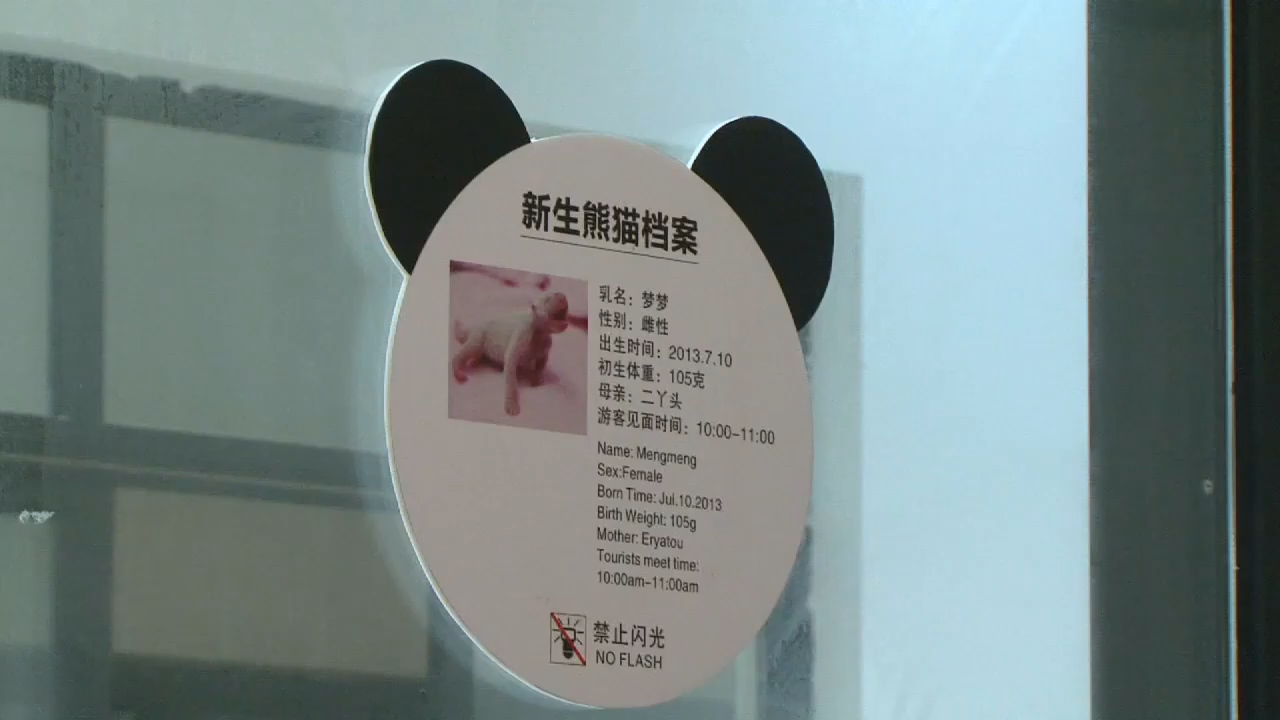 新生熊猫档案
乳名：梦梦
性别：雌性
出生时间：2013.7.10
初生体重：105克
母亲：二丫头
游客见面时间：10:00-11:00
Name: Mengmeng
Sex:Female
Born Time: Jul.10.2013
Birth Weight: 105g
Mother: Eryatou
Tourists meet time:
10:00am-11:00am
禁止闪光
NO FLASH